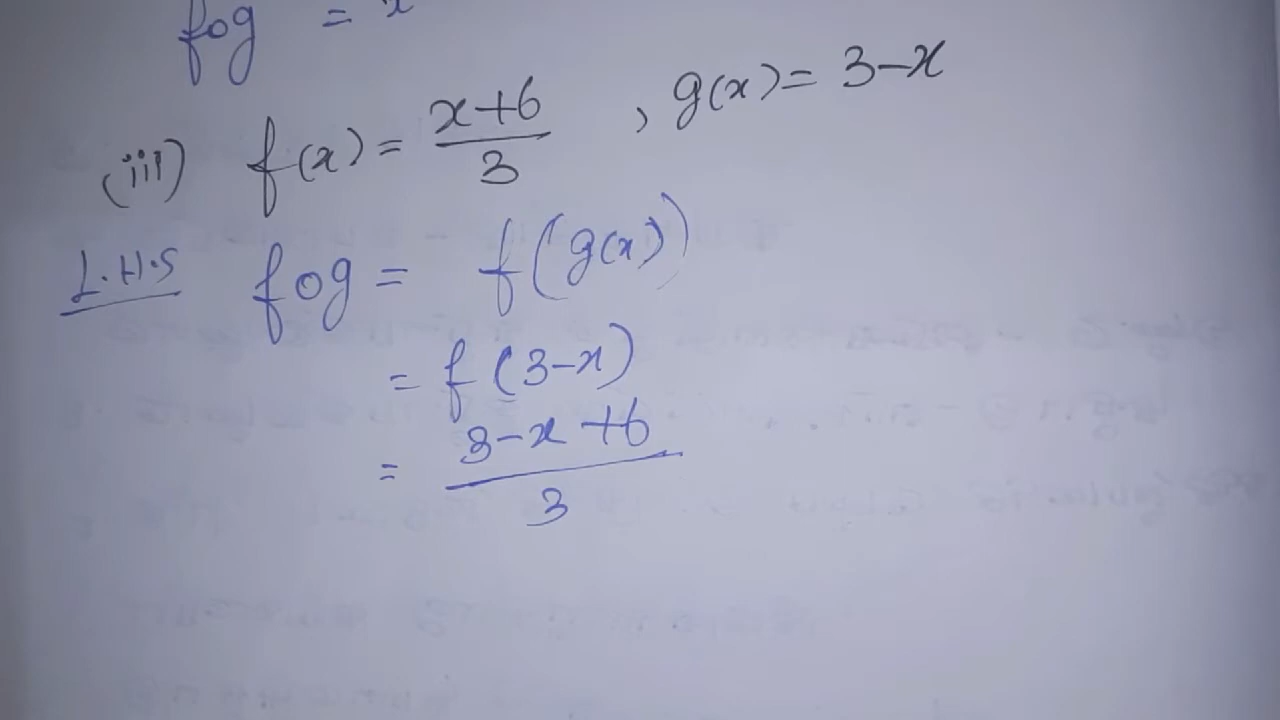 fog = x
(iii) f(x) = x+6/3 , g(x) = 3-x
L.H.S fog = f(g(x))
= f(3-x)
= 3-x+6/3